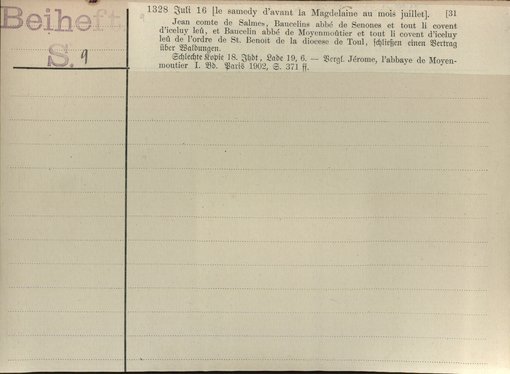 Beiheft
S. 9
1328 Juli 16 [le samedy d'avant la Magdelaine au mois juillet]. [31
Jean comte de Salmes, Baucelins abbé de Senones et tout li covent
d'iceluy leû, et Baucelin abbé de Moyenmoûtier et tout li covent d'iceluy
leû de l'ordre de St. Benoit de la diocese de Toul, schließen einen Vertrag
über Waldungen.
Schlechte Kopie 18. Jhdt, Lade 19, 6. — Vergl. Jérome, l'abbaye de Moyen-
moutier I. Bd. Paris 1902, S. 371 ff.